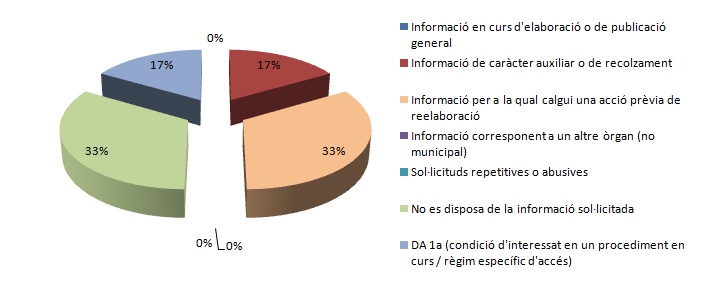 0%
17%
17%
33%
33%
0%
0%
Informació en curs d'elaboració o de publicació
general
Informació de caràcter auxiliar o de recolzament
Informació per a la qual calgui una acció prèvia de
reelaboració
Informació corresponent a un altre òrgan (no
municipal)
Sol·licituds repetitives o abusives
No es disposa de la informació sol·licitada
DA 1a (condició d'interessat en un procediment en
curs / règim específic d'accés)